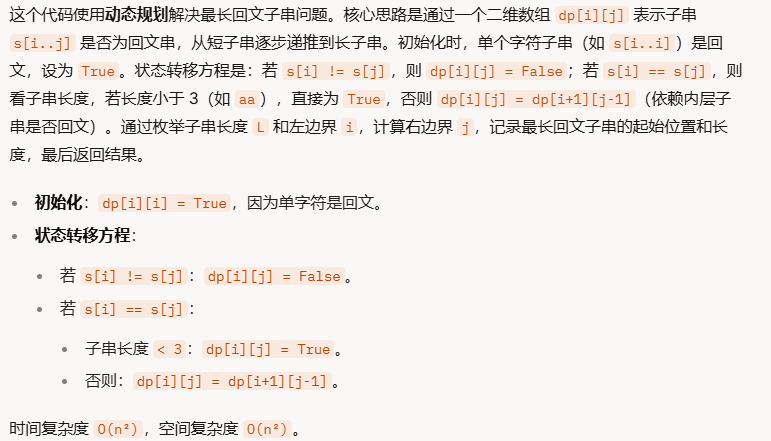 这个代码使用动态规划解决最长回文子串问题。核心思路是通过一个二维数组 dp[i][j] 表示子串
s[i..j] 是否为回文串，从短子串逐步递推到长子串。初始化时，单个字符子串（如 s[i..i]）是回
文，设为 True。状态转移方程是：若 s[i] != s[j]，则 dp[i][j] = False；若 s[i] == s[j]，则
看子串长度，若长度小于 3（如 aa），直接为 True，否则 dp[i][j] = dp[i+1][j-1]（依赖内层子
串是否回文）。通过枚举子串长度 L 和左边界 i，计算右边界 j，记录最长回文子串的起始位置和长
度，最后返回结果。
• 初始化：dp[i][i] = True，因为单字符是回文。
• 状态转移方程：
• 若 s[i] != s[j]：dp[i][j] = False。
• 若 s[i] == s[j]：
• 子串长度 < 3：dp[i][j] = True。
• 否则：dp[i][j] = dp[i+1][j-1]。
时间复杂度 O(n²)，空间复杂度 O(n²)。